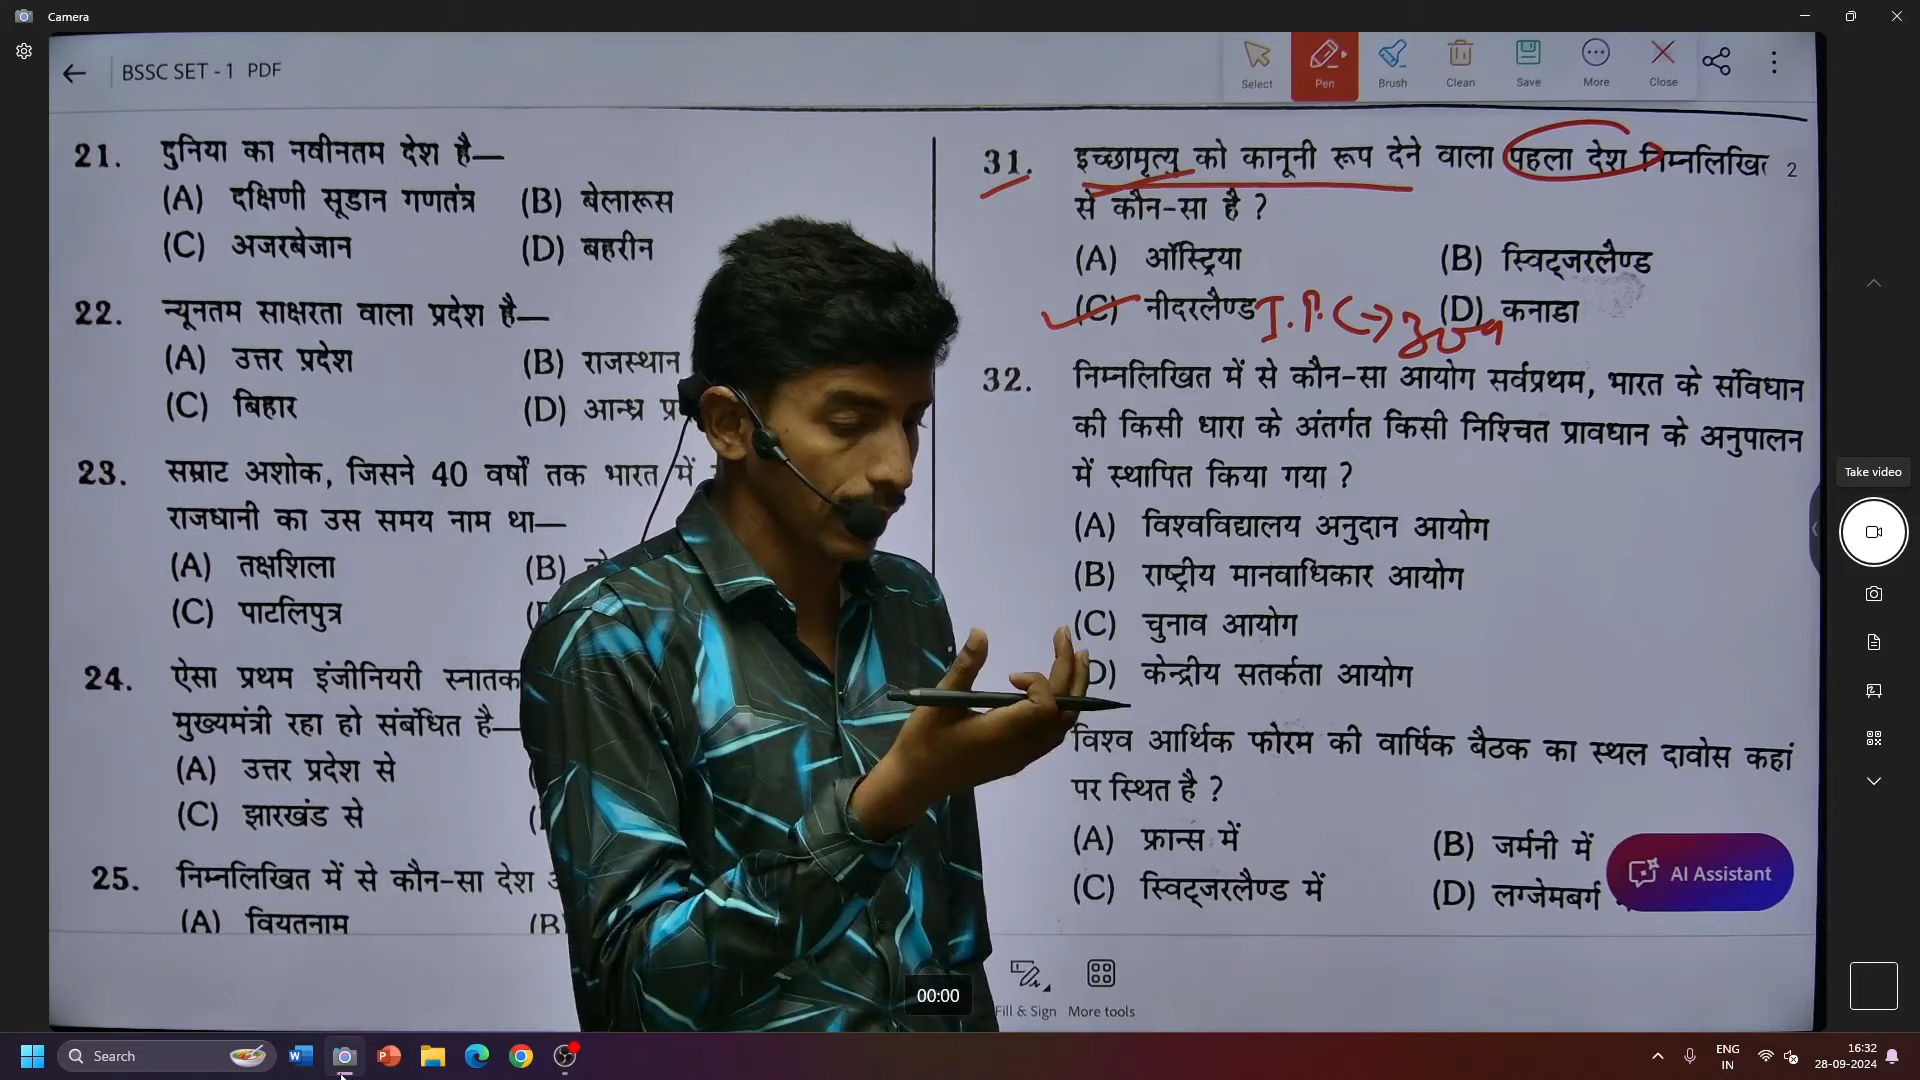 Camera
BSSC SET - 1 PDF
Select
Pen
Brush
Clean
Save
More
Close
21. दुनिया का नवीनतम देश है—
(A) दक्षिणी सूडान गणतंत्र (B) बेलारूस
(C) अजरबेजान (D) बहरीन
22. न्यूनतम साक्षरता वाला प्रदेश है—
(A) उत्तर प्रदेश (B) राजस्थान
(C) बिहार (D) आन्ध्र
23. सम्राट अशोक, जिसने 40 वर्षों तक भारत में
राजधानी का उस समय नाम था—
(A) तक्षशिला (B)
(C) पाटलिपुत्र
24. ऐसा प्रथम इंजीनियरी स्नातक
मुख्यमंत्री रहा हो संबंधित है—
(A) उत्तर प्रदेश से
(C) झारखंड से
25. निम्नलिखित में से कौन-सा देश
(A) वियतनाम (B)
31. इच्छामृत्यु को कानूनी रूप देने वाला पहला देश निम्नलिखित 2
से कौन-सा है ?
(A) ऑस्ट्रिया (B) स्विट्जरलैण्ड
(C) नीदरलैण्ड I.P.C → 309 (D) कनाडा
32. निम्नलिखित में से कौन-सा आयोग सर्वप्रथम, भारत के संविधान
की किसी धारा के अंतर्गत किसी निश्चित प्रावधान के अनुपालन
में स्थापित किया गया ?
(A) विश्वविद्यालय अनुदान आयोग
(B) राष्ट्रीय मानवाधिकार आयोग
(C) चुनाव आयोग
D) केन्द्रीय सतर्कता आयोग
विश्व आर्थिक फोरम की वार्षिक बैठक का स्थल दावोस कहां
पर स्थित है ?
(A) फ्रान्स में (B) जर्मनी में
(C) स्विट्जरलैण्ड में (D) लग्जेमबर्ग
AI Assistant
Take video
00:00
Fill & Sign
More tools
Search
ENG
IN
16:32
28-09-2024